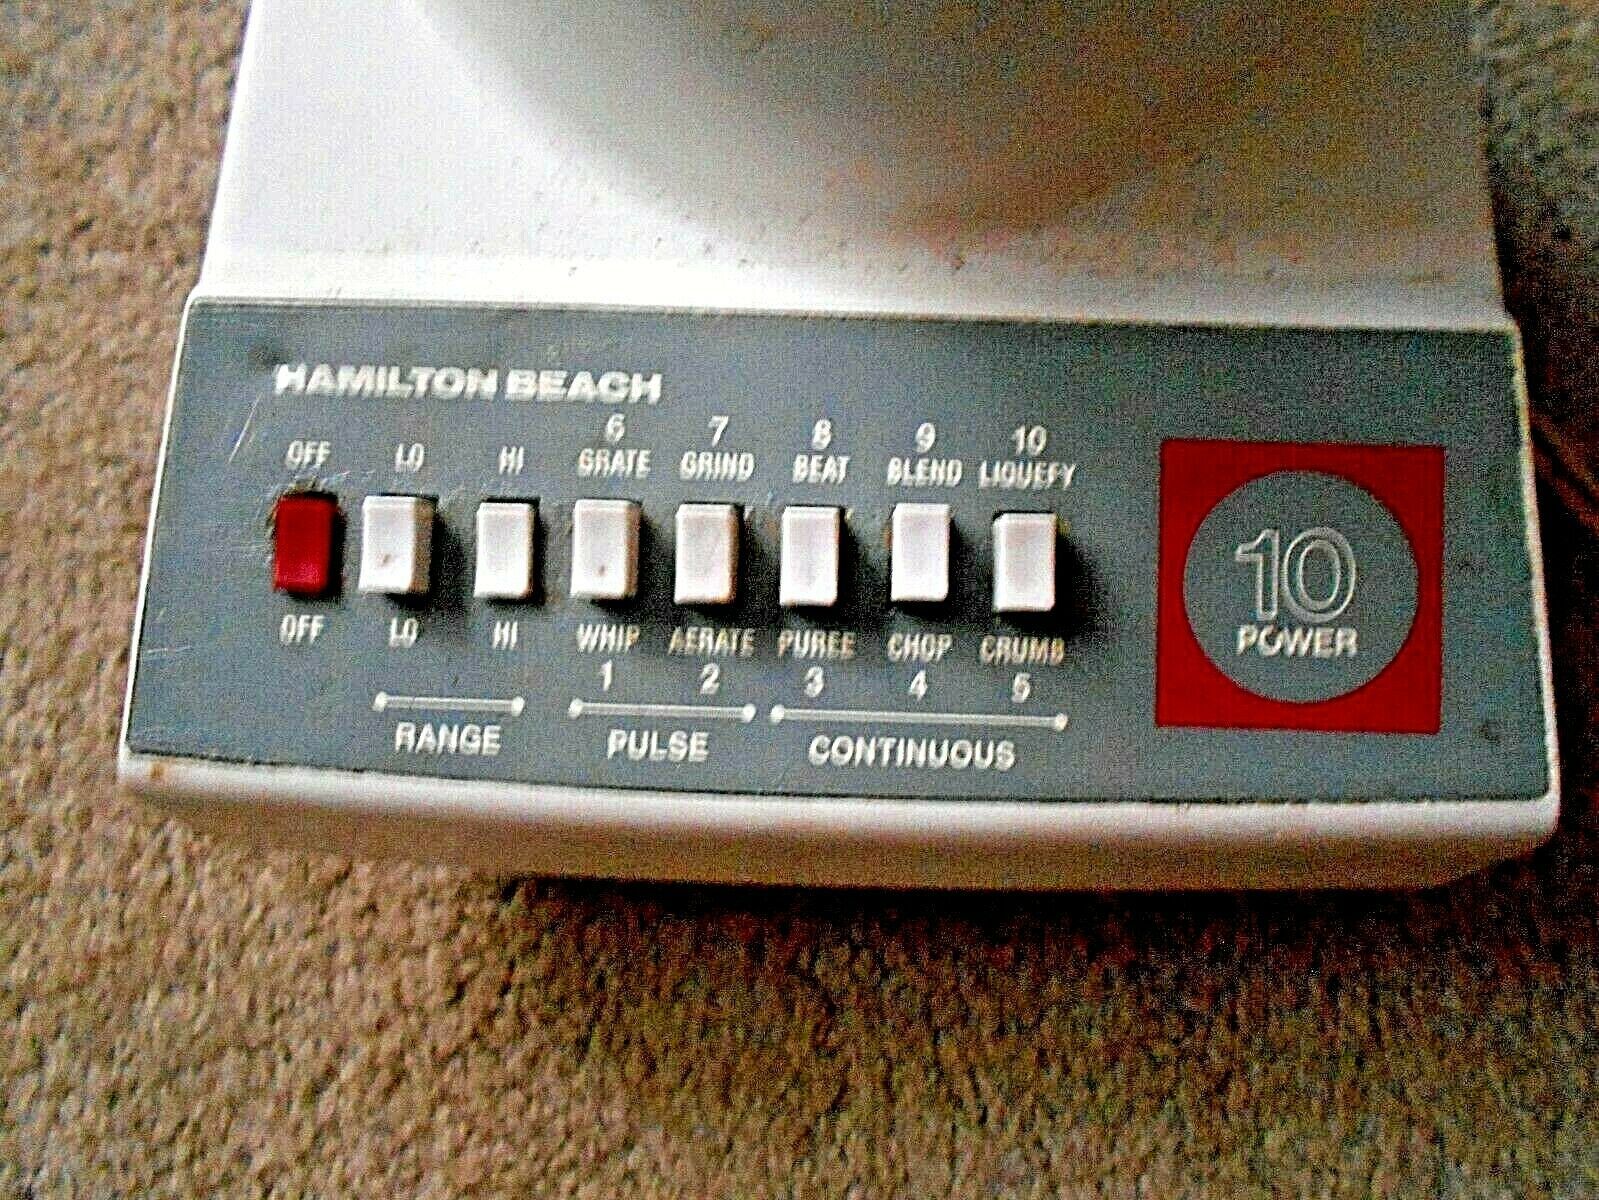 HAMILTON BEACH
6 7 8 9 10
OFF LO HI GRATE GRIND BEAT BLEND LIQUEFY
OFF LO HI WHIP AERATE PUREE CHOP CRUMB
1 2 3 4 5
RANGE PULSE CONTINUOUS
10
POWER